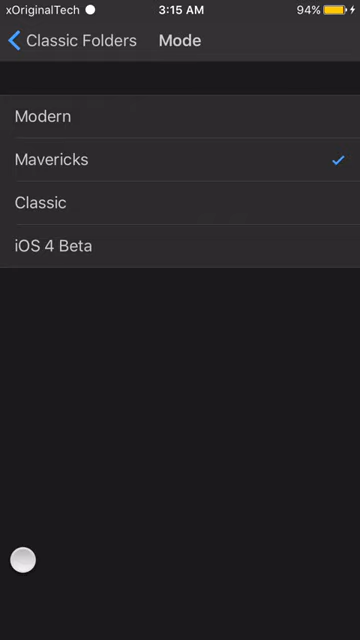 xOriginalTech 3:15 AM 94%
Classic Folders Mode
Modern
Mavericks
Classic
iOS 4 Beta